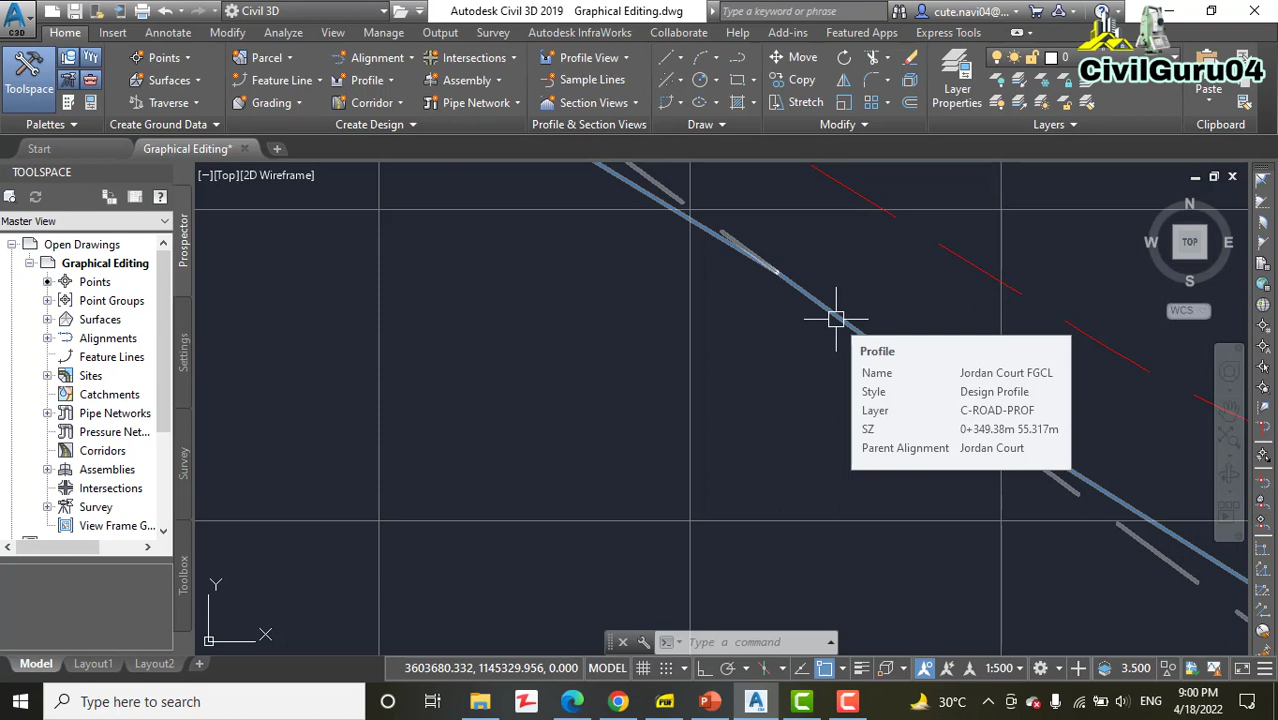 A
C3D
Civil 3D
Autodesk Civil 3D 2019 Graphical Editing.dwg
Type a keyword or phrase
cute.navi04@...
Home Insert Annotate Modify Analyze View Manage Output Survey Autodesk InfraWorks Collaborate Help Add-ins Featured Apps Express Tools
CivilGuru04
Toolspace
Points
Surfaces
Traverse
Parcel
Feature Line
Grading
Alignment
Profile
Corridor
Intersections
Assembly
Pipe Network
Profile View
Sample Lines
Section Views
Move
Copy
Stretch
Layer
Properties
0
Paste
Palettes
Create Ground Data
Create Design
Profile & Section Views
Draw
Modify
Layers
Clipboard
Start
Graphical Editing*
TOOLSPACE
Master View
Open Drawings
Graphical Editing
Points
Point Groups
Surfaces
Alignments
Feature Lines
Sites
Catchments
Pipe Networks
Pressure Net...
Corridors
Assemblies
Intersections
Survey
View Frame G...
Prospector
Settings
Survey
Toolbox
[−][Top][2D Wireframe]
N
W TOP E
S
WCS
Profile
Name Jordan Court FGCL
Style Design Profile
Layer C-ROAD-PROF
SZ 0+349.38m 55.317m
Parent Alignment Jordan Court
Y
X
Type a command
Model Layout1 Layout2
3603680.332, 1145329.956, 0.000 MODEL
1:500
3.500
Type here to search
PDF
30°C
ENG
9:00 PM
4/18/2022